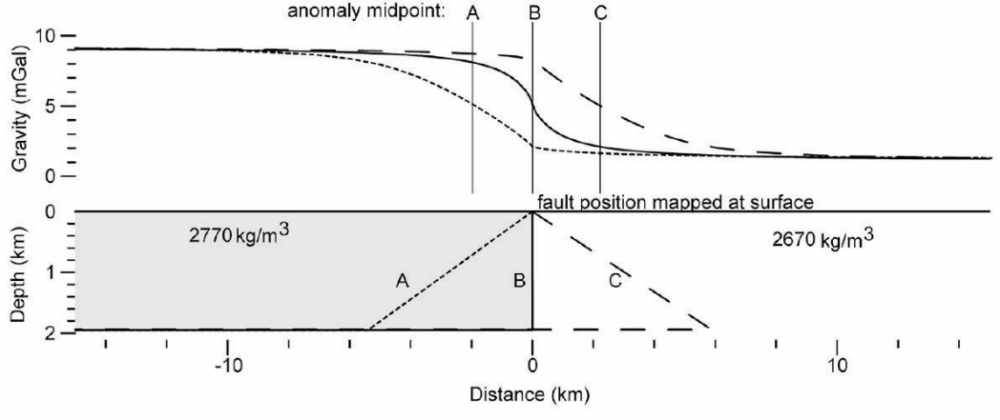 anomaly midpoint: A B C
10
5
0
Gravity (mGal)
fault position mapped at surface
0
1
2
Depth (km)
2770 kg/m³
2670 kg/m³
A
B
C
-10 0 10
Distance (km)